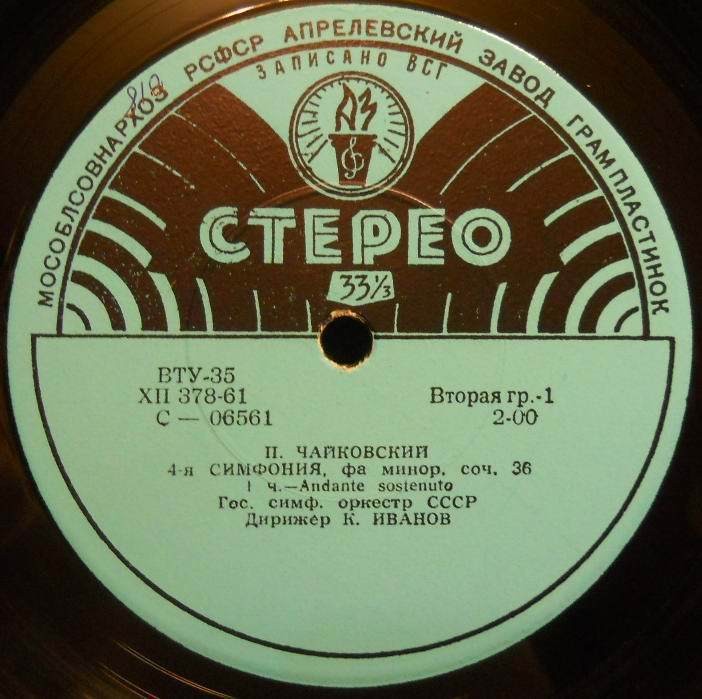 МОСОБЛСОВНАРХОЗ РСФСР АПРЕЛЕВСКИЙ ЗАВОД ГРАМПЛАСТИНОК
ЗАПИСАНО ВСГ
АЗ
СТЕРЕО
33⅓
ВТУ-35
ХП 378-61
С — 06561
Вторая гр.-1
2-00
П. ЧАЙКОВСКИЙ
4-я СИМФОНИЯ, фа минор, соч. 36
I ч.—Andante sostenuto
Гос. симф. оркестр СССР
Дирижер К. ИВАНОВ